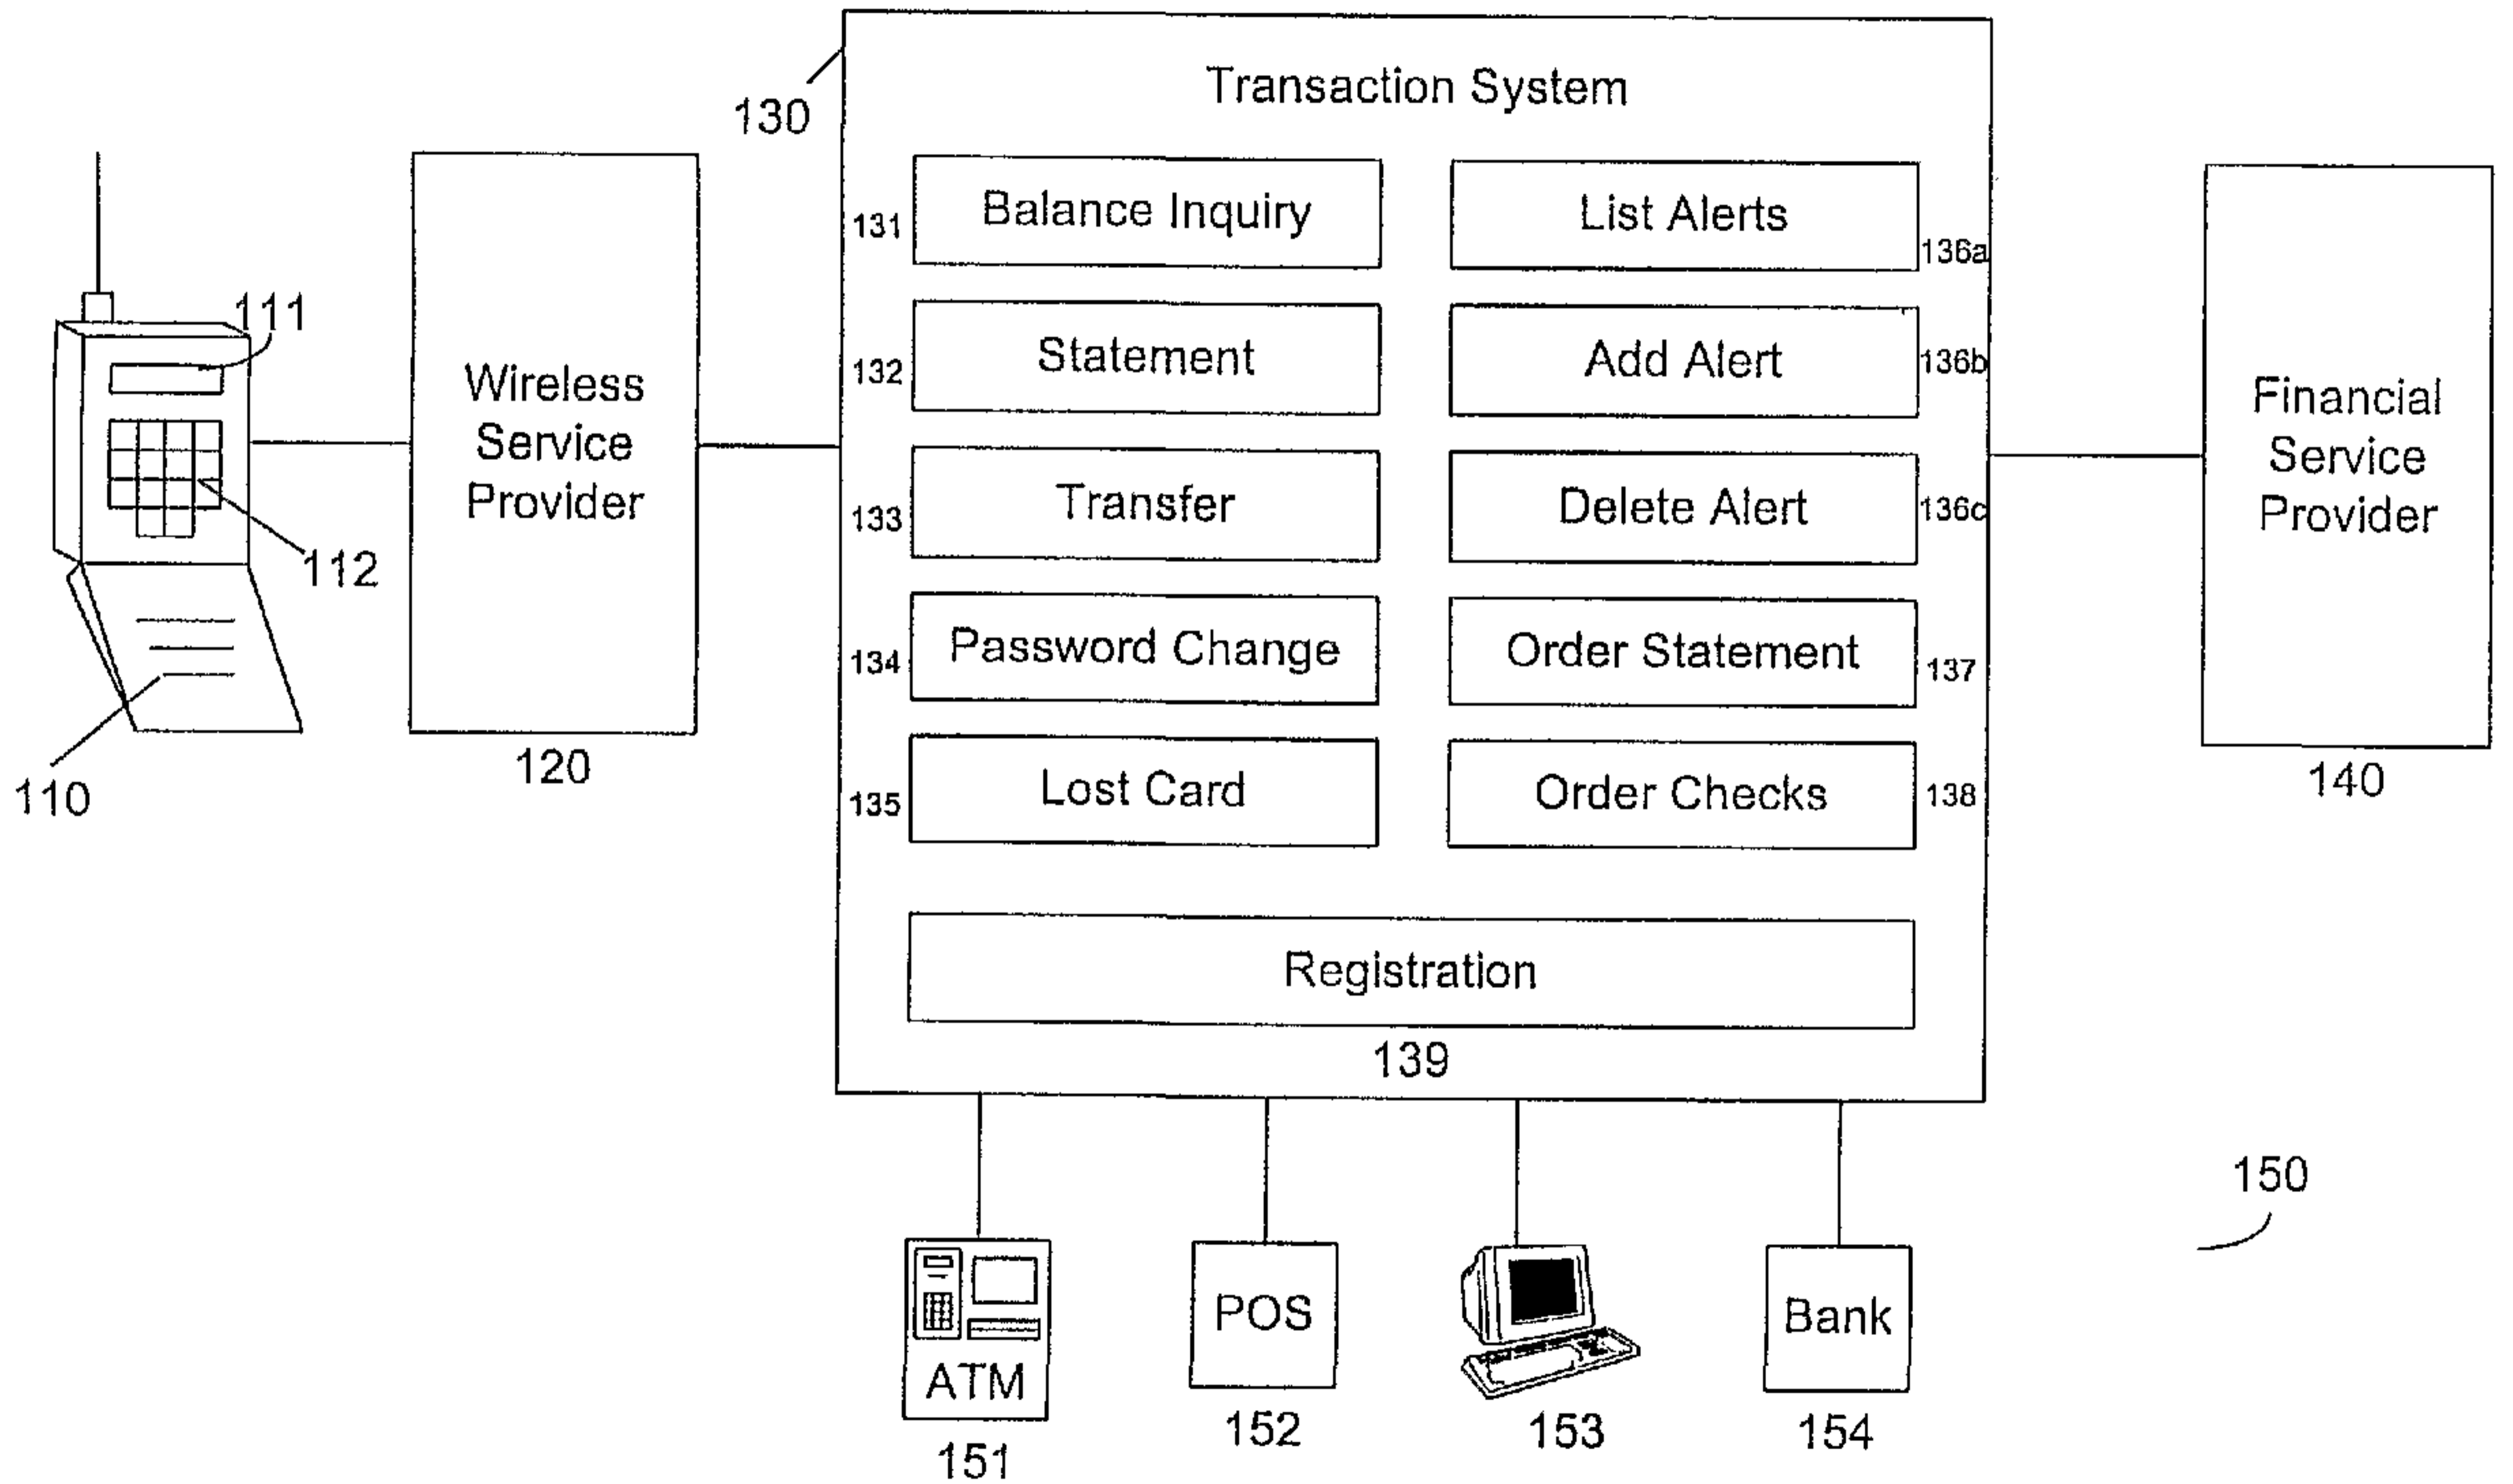 Transaction System
130
Balance Inquiry
131
List Alerts
136a
Statement
132
Add Alert
136b
Transfer
133
Delete Alert
136c
Password Change
134
Order Statement
137
Lost Card
135
Order Checks
138
Registration
139
111
112
110
Wireless
Service
Provider
120
Financial
Service
Provider
140
150
ATM
151
POS
152
153
Bank
154